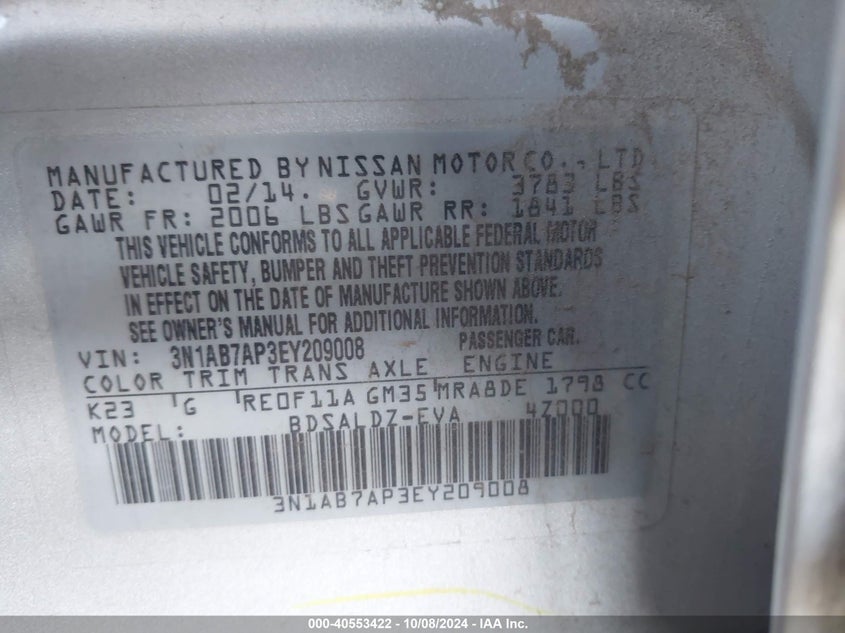 MANUFACTURED BY NISSAN MOTOR CO., LTD
DATE: 02/14. GVWR: 3783 LBS
GAWR FR: 2006 LBS GAWR RR: 1841 LBS
THIS VEHICLE CONFORMS TO ALL APPLICABLE FEDERAL MOTOR
VEHICLE SAFETY, BUMPER AND THEFT PREVENTION STANDARDS
IN EFFECT ON THE DATE OF MANUFACTURE SHOWN ABOVE.
SEE OWNER'S MANUAL FOR ADDITIONAL INFORMATION.
VIN: 3N1AB7AP3EY209008 PASSENGER CAR.
COLOR TRIM TRANS AXLE ENGINE
K23 G RE0F11A GM35 MRA8DE 1798 CC
MODEL: BDSALDZ-EVA 4Z000
3N1AB7AP3EY209008
000-40553422 - 10/08/2024 - IAA Inc.